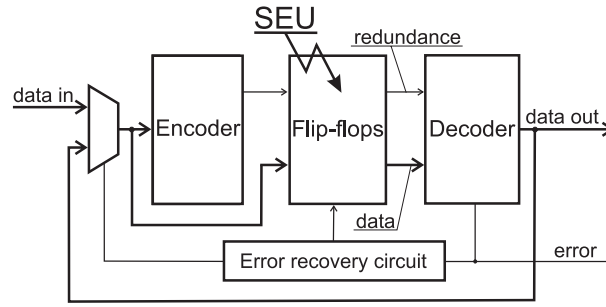 SEU
redundance
data in
Encoder
Flip-flops
Decoder
data out
data
Error recovery circuit
error